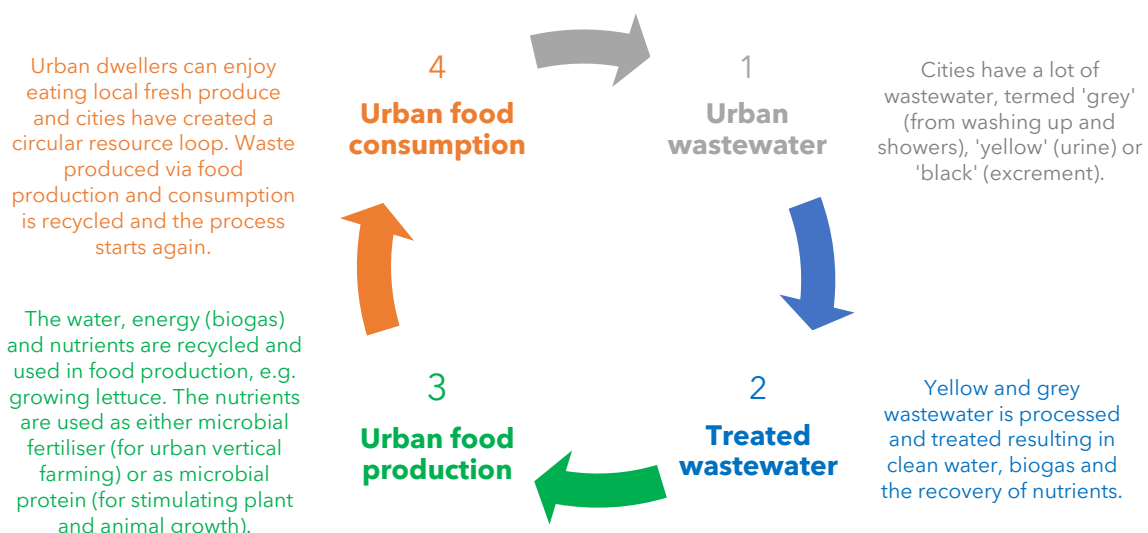 1
Urban
wastewater
Cities have a lot of
wastewater, termed 'grey'
(from washing up and
showers), 'yellow' (urine) or
'black' (excrement).
2
Treated
wastewater
Yellow and grey
wastewater is processed
and treated resulting in
clean water, biogas and
the recovery of nutrients.
3
Urban food
production
The water, energy (biogas)
and nutrients are recycled and
used in food production, e.g.
growing lettuce. The nutrients
are used as either microbial
fertiliser (for urban vertical
farming) or as microbial
protein (for stimulating plant
and animal growth).
4
Urban food
consumption
Urban dwellers can enjoy
eating local fresh produce
and cities have created a
circular resource loop. Waste
produced via food
production and consumption
is recycled and the process
starts again.